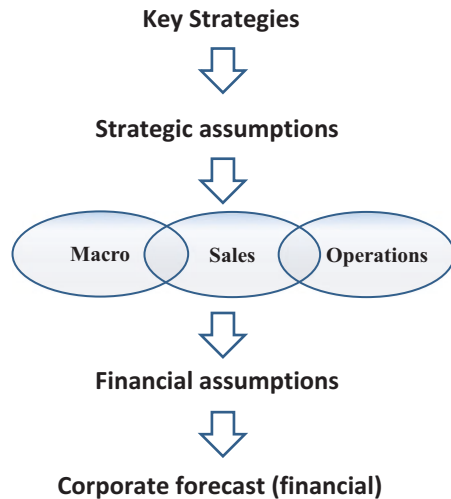 Key Strategies
Strategic assumptions
Macro Sales Operations
Financial assumptions
Corporate forecast (financial)